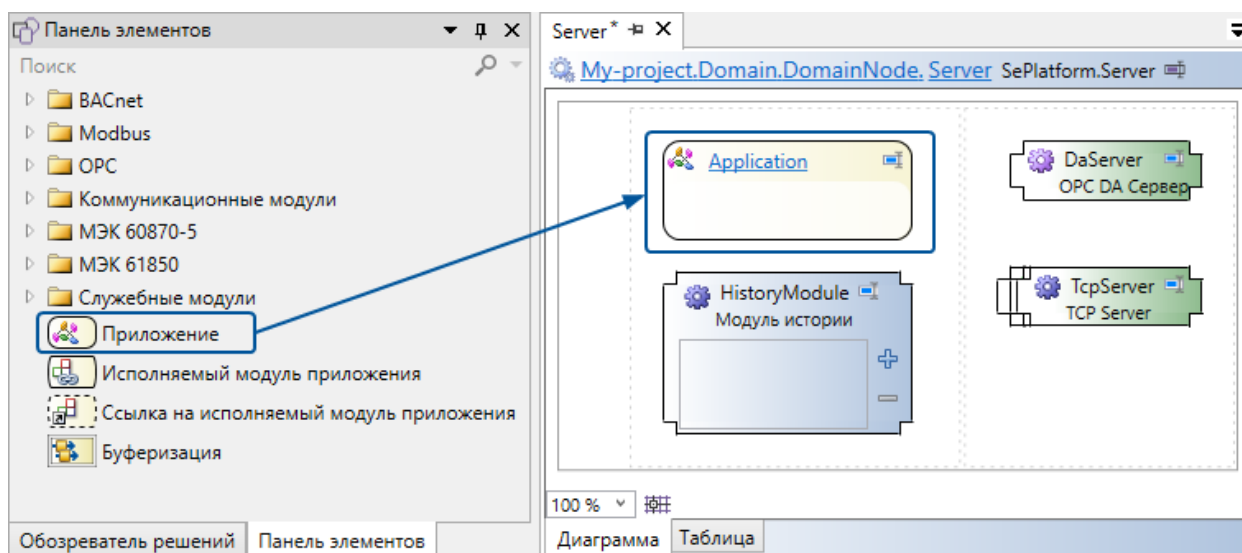 Панель элементов
Поиск
BACnet
Modbus
OPC
Коммуникационные модули
МЭК 60870-5
МЭК 61850
Служебные модули
Приложение
Исполняемый модуль приложения
Ссылка на исполняемый модуль приложения
Буферизация
Обозреватель решений
Панель элементов
Server*
My-project.Domain.DomainNode. Server SePlatform.Server
Application
DaServer
OPC DA Сервер
HistoryModule
Модуль истории
TcpServer
TCP Server
100 %
Диаграмма
Таблица